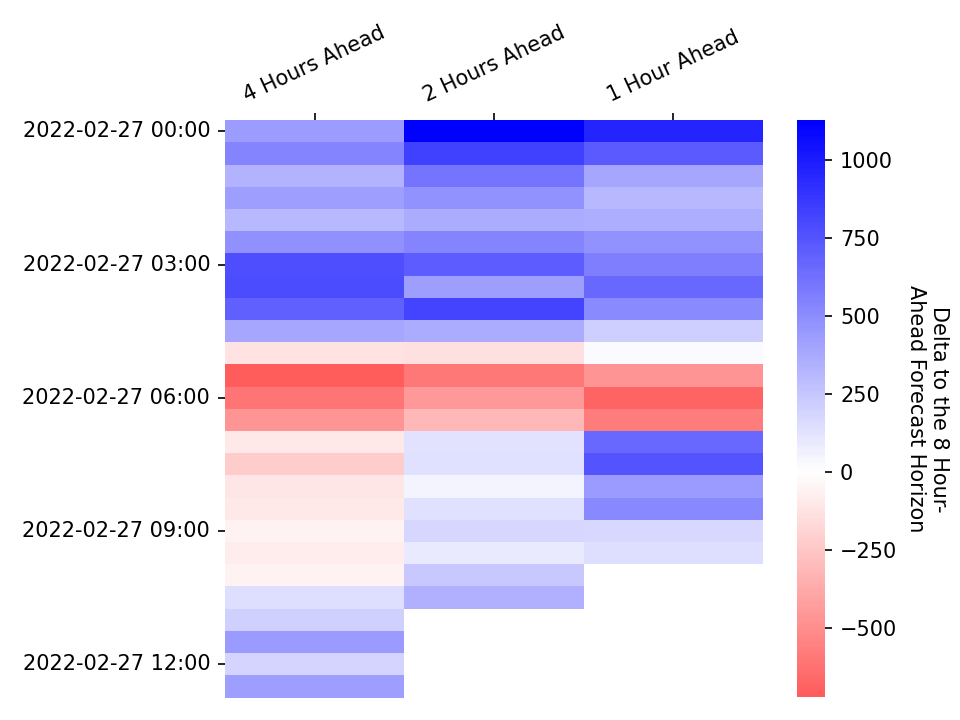 4 Hours Ahead
2 Hours Ahead
1 Hour Ahead
2022-02-27 00:00
2022-02-27 03:00
2022-02-27 06:00
2022-02-27 09:00
2022-02-27 12:00
1000
750
500
250
0
−250
−500
Delta to the 8 Hour-
Ahead Forecast Horizon